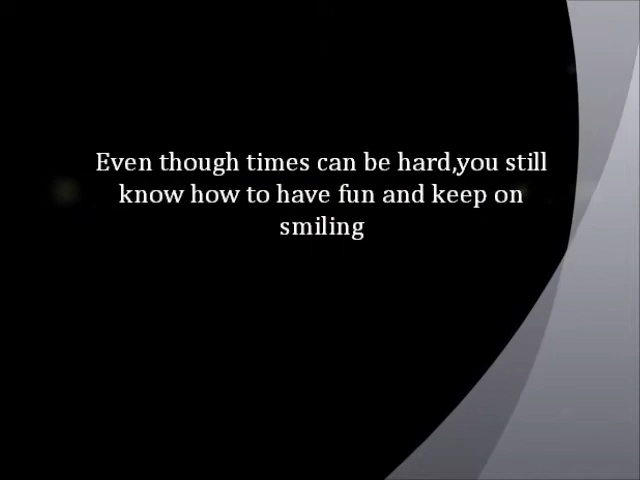 Even though times can be hard,you still
know how to have fun and keep on
smiling